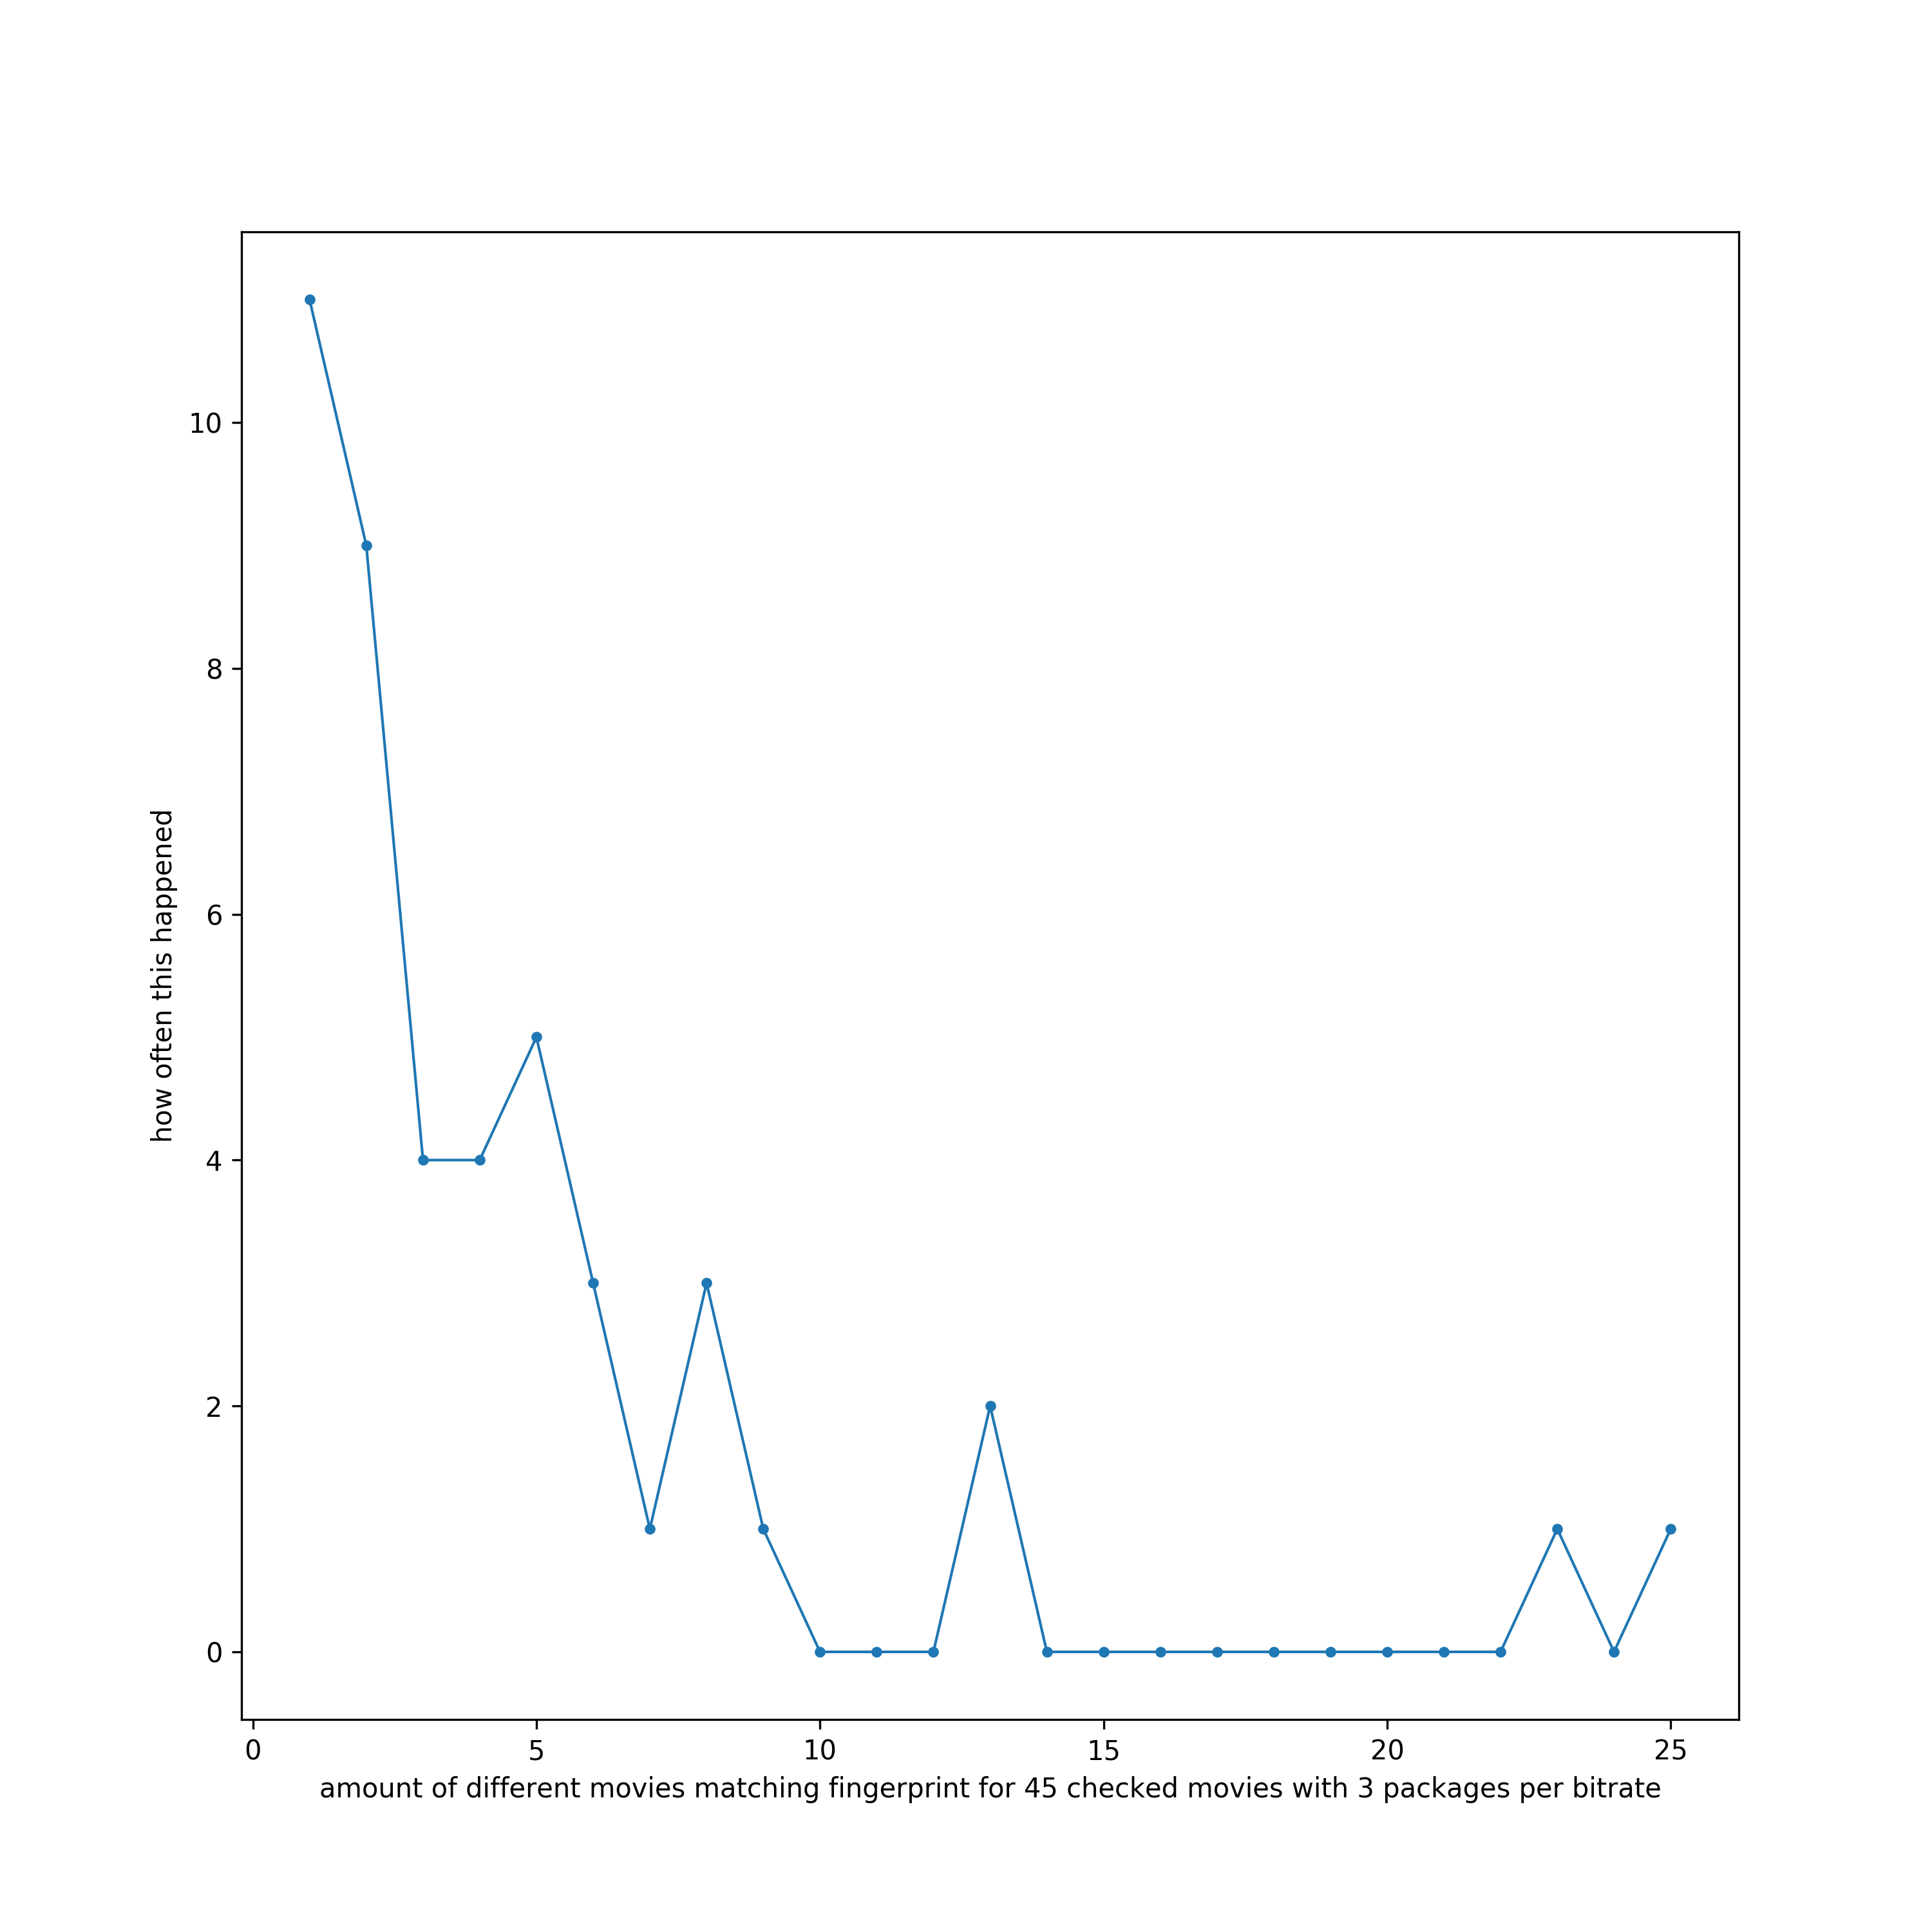 10
8
6
4
2
0
how often this happened
0 5 10 15 20 25
amount of different movies matching fingerprint for 45 checked movies with 3 packages per bitrate